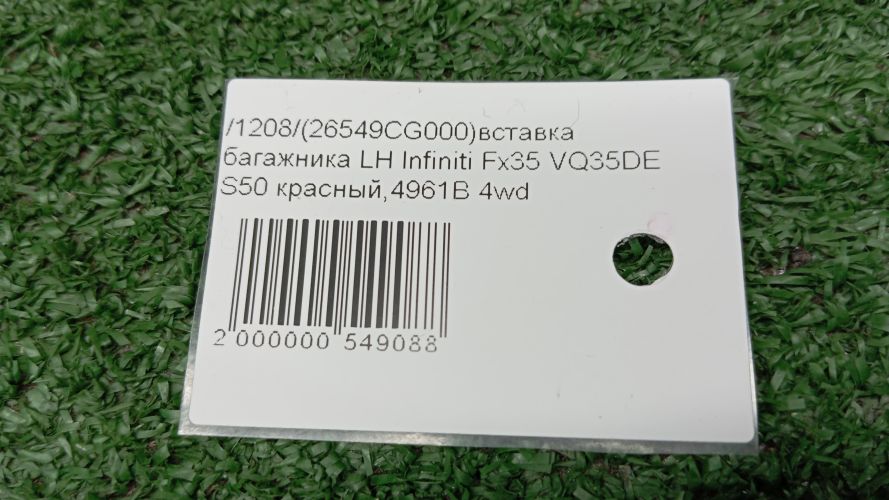 /1208/(26549CG000)вставка
багажника LH Infiniti Fx35 VQ35DE
S50 красный,4961B 4wd
2 000000 549088